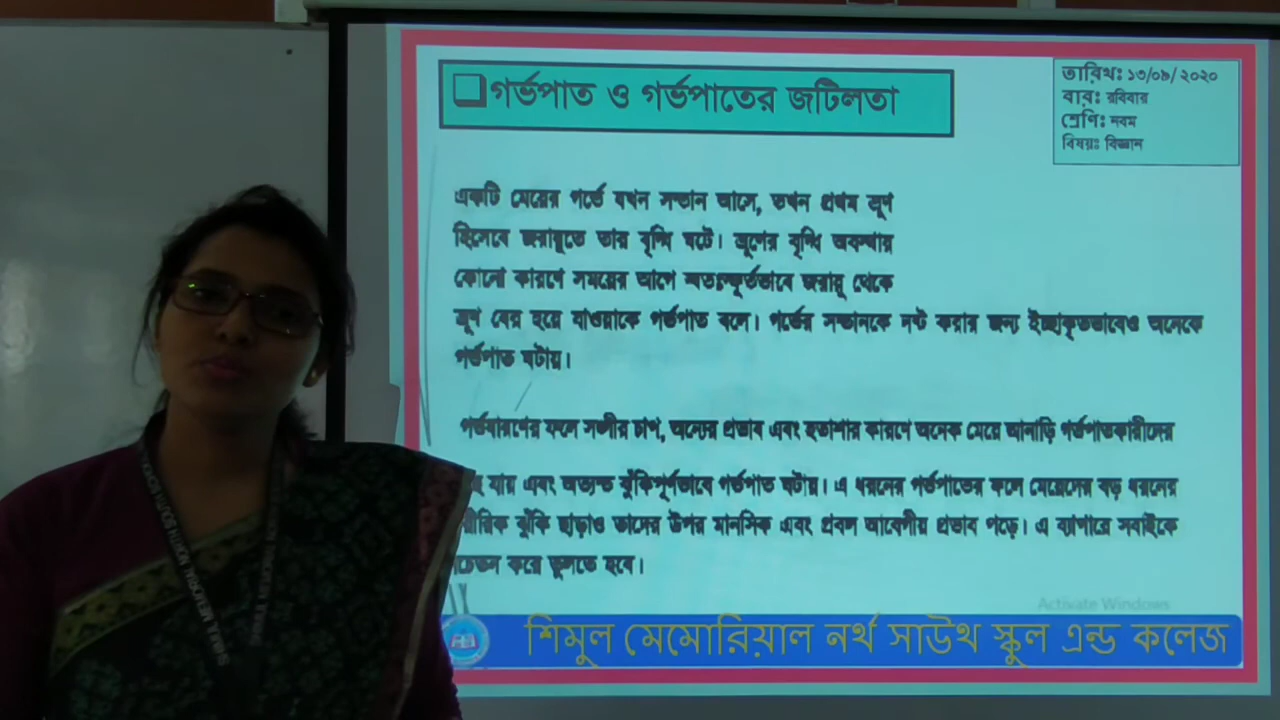 গর্ভপাত ও গর্ভপাতের জটিলতা
তারিখঃ ১৩/০৯/২০২০
বারঃ রবিবার
শ্রেণিঃ নবম
বিষয়ঃ বিজ্ঞান
একটি মেয়ের গর্ভে যখন সন্তান আসে, তখন প্রথম ভ্রূণ
হিসেবে জরায়ুতে তার বৃদ্ধি ঘটে। ভ্রূণের বৃদ্ধি অবস্থায়
কোনো কারণে সময়ের আগে স্বতঃস্ফূর্তভাবে জরায়ু থেকে
ভ্রূণ বের হয়ে যাওয়াকে গর্ভপাত বলে। গর্ভের সন্তানকে নষ্ট করার জন্য ইচ্ছাকৃতভাবেও অনেকে
গর্ভপাত ঘটায়।
গর্ভধারণের ফলে সঙ্গীর চাপ, অন্যের প্রভাব এবং হতাশার কারণে অনেক মেয়ে আনাড়ি গর্ভপাতকারীদের
যায় এবং অত্যন্ত ঝুঁকিপূর্ণভাবে গর্ভপাত ঘটায়। এ ধরনের গর্ভপাতের ফলে মেয়েদের বড় ধরনের
ঝুঁকি ছাড়াও তাদের উপর মানসিক এবং প্রবল আবেগীয় প্রভাব পড়ে। এ ব্যাপারে সবাইকে
করে তুলতে হবে।
Activate Windows
শিমুল মেমোরিয়াল নর্থ সাউথ স্কুল এন্ড কলেজ